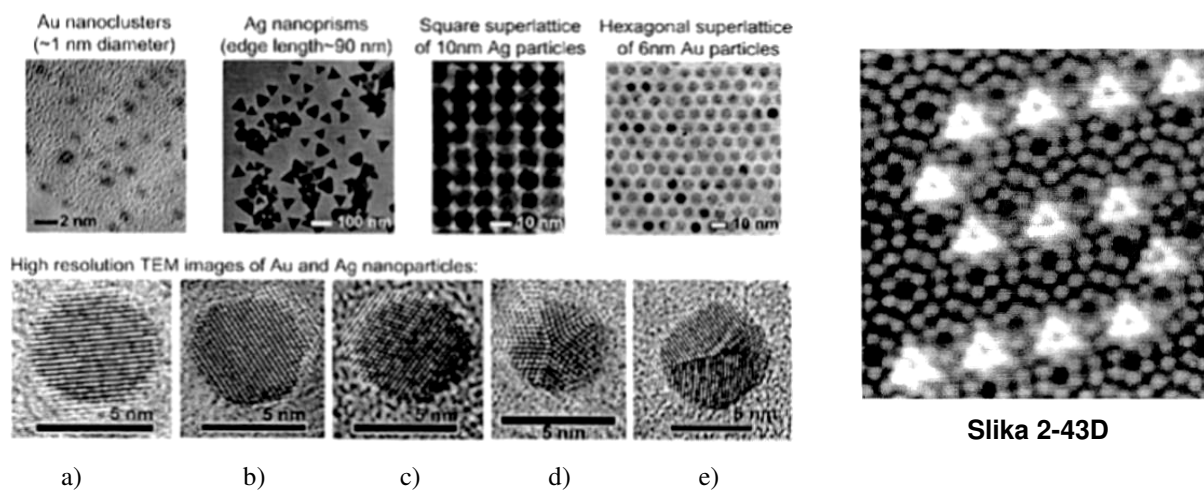 Au nanoclusters
(~1 nm diameter)
Ag nanoprisms
(edge length~90 nm)
Square superlattice
of 10nm Ag particles
Hexagonal superlattice
of 6nm Au particles
2 nm
100 nm
10 nm
10 nm
High resolution TEM images of Au and Ag nanoparticles:
5 nm
5 nm
5 nm
5 nm
5 nm
a)
b)
c)
d)
e)
Slika 2-43D